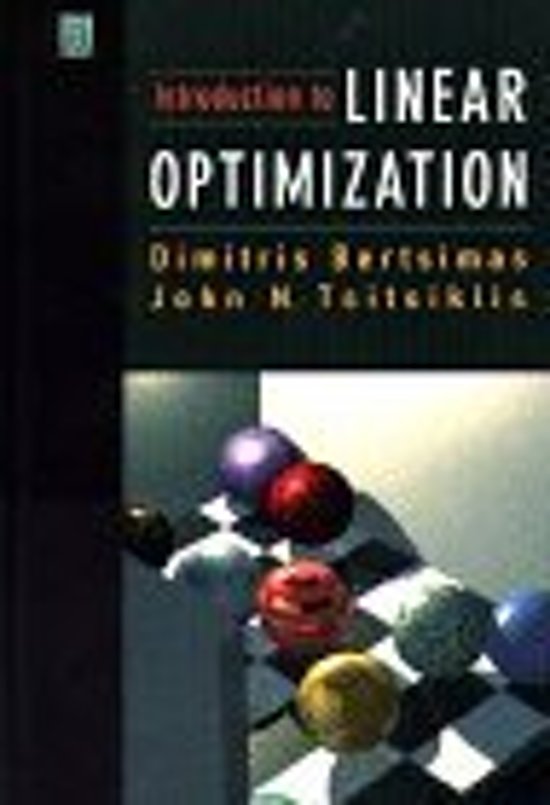 Introduction to LINEAR
OPTIMIZATION
Dimitris Bertsimas
John N Tsitsiklis